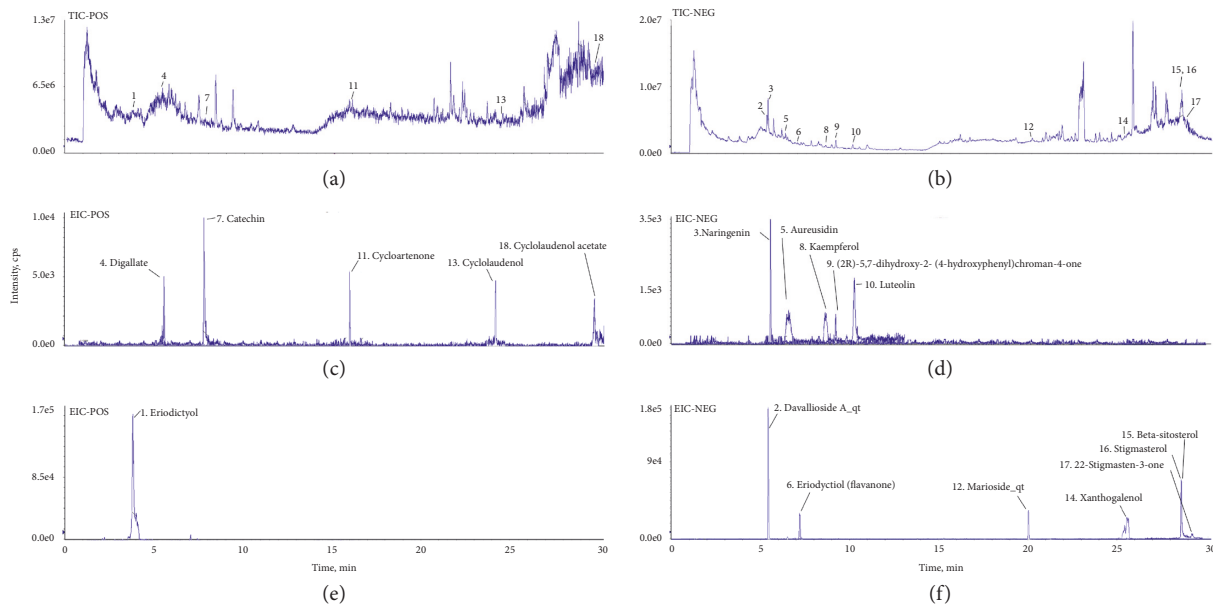 TIC-POS
1.3e7
6.5e6
0.0e0
1
4
7
11
13
18
(a)
TIC-NEG
2.0e7
1.0e7
0.0e0
2
3
5
6
8
9
10
12
14
15, 16
17
(b)
Intensity, cps
EIC-POS
1.0e4
5.0e3
0.0e0
4. Digallate
7. Catechin
11. Cycloartenone
13. Cyclolaudenol
18. Cyclolaudenol acetate
(c)
EIC-NEG
3.5e3
1.5e3
0.0e0
3.Naringenin
5. Aureusidin
8. Kaempferol
9. (2R)-5,7-dihydroxy-2- (4-hydroxyphenyl)chroman-4-one
10. Luteolin
(d)
EIC-POS
1.7e5
8.5e4
0.0e0
1. Eriodictyol
0 5 10 15 20 25 30
Time, min
(e)
EIC-NEG
1.8e5
9e4
0.0e0
2. Davallioside A_qt
6. Eriodyctiol (flavanone)
12. Marioside_qt
14. Xanthogalenol
15. Beta-sitosterol
16. Stigmasterol
17. 22-Stigmasten-3-one
0 5 10 15 20 25 30
Time, min
(f)